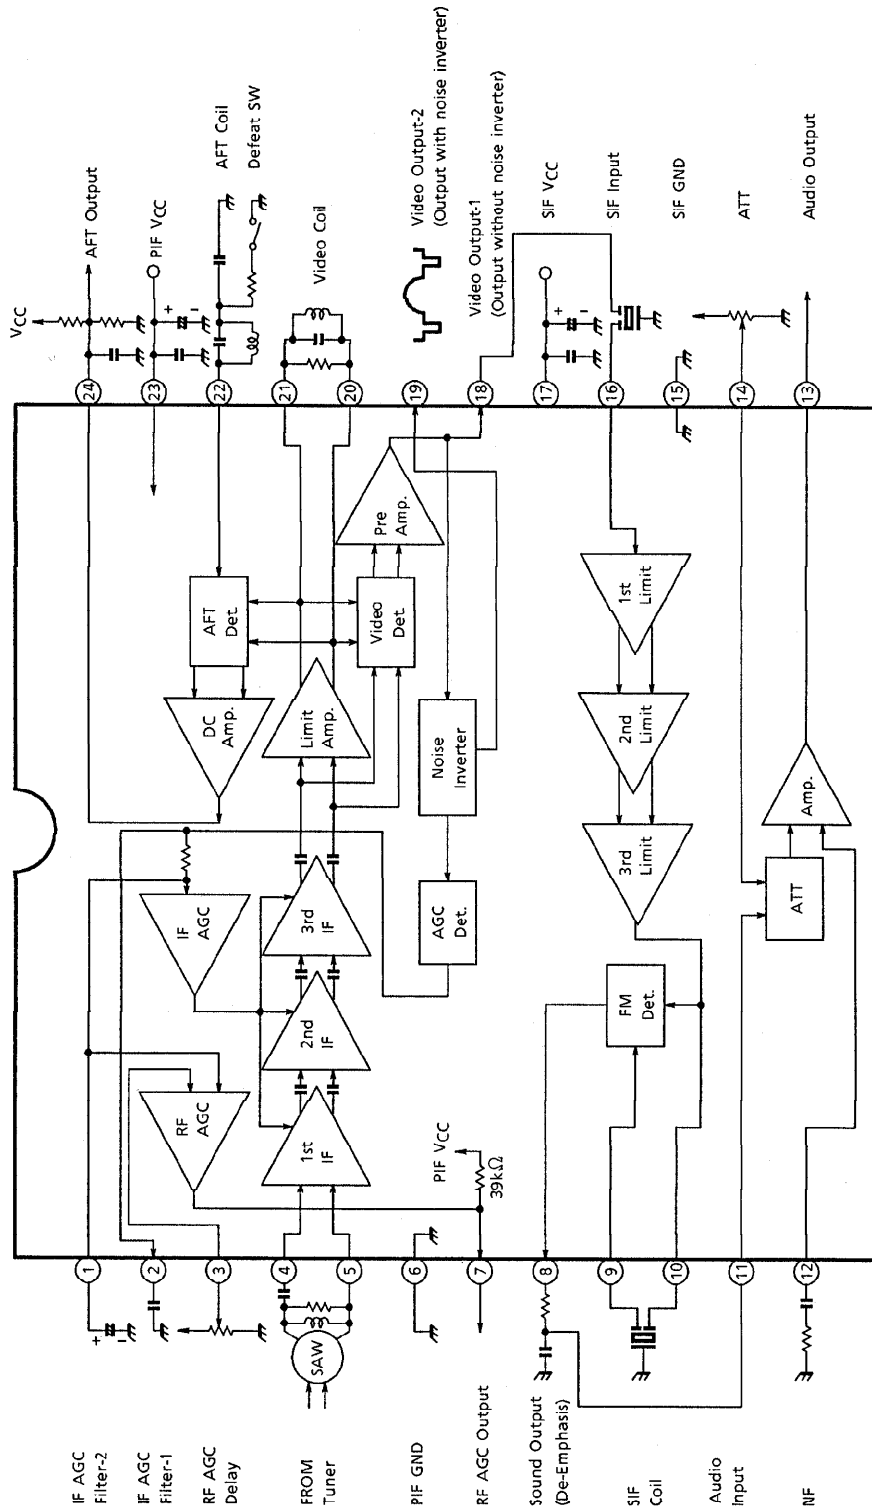 VCC
AFT Output
PIF VCC
AFT Coil
Defeat SW
Video Coil
Video Output-2
(Output with noise inverter)
Video Output-1
(Output without noise inverter)
SIF VCC
SIF Input
SIF GND
ATT
Audio Output
+
-
+
-
24
23
22
21
20
19
18
17
16
15
14
13
AFT
Det.
DC
Amp.
Limit
Amp.
Video
Det.
Pre
Amp.
Noise
Inverter
AGC
Det.
IF
AGC
RF
AGC
1st
IF
2nd
IF
3rd
IF
1st
Limit
2nd
Limit
3rd
Limit
FM
Det.
ATT
Amp.
PIF VCC
39kΩ
1
2
3
4
5
6
7
8
9
10
11
12
+
-
SAW
IF AGC
Filter-2
IF AGC
Filter-1
RF AGC
Delay
FROM
Tuner
PIF GND
RF AGC Output
Sound Output
(De-Emphasis)
SIF
Coil
Audio
Input
NF